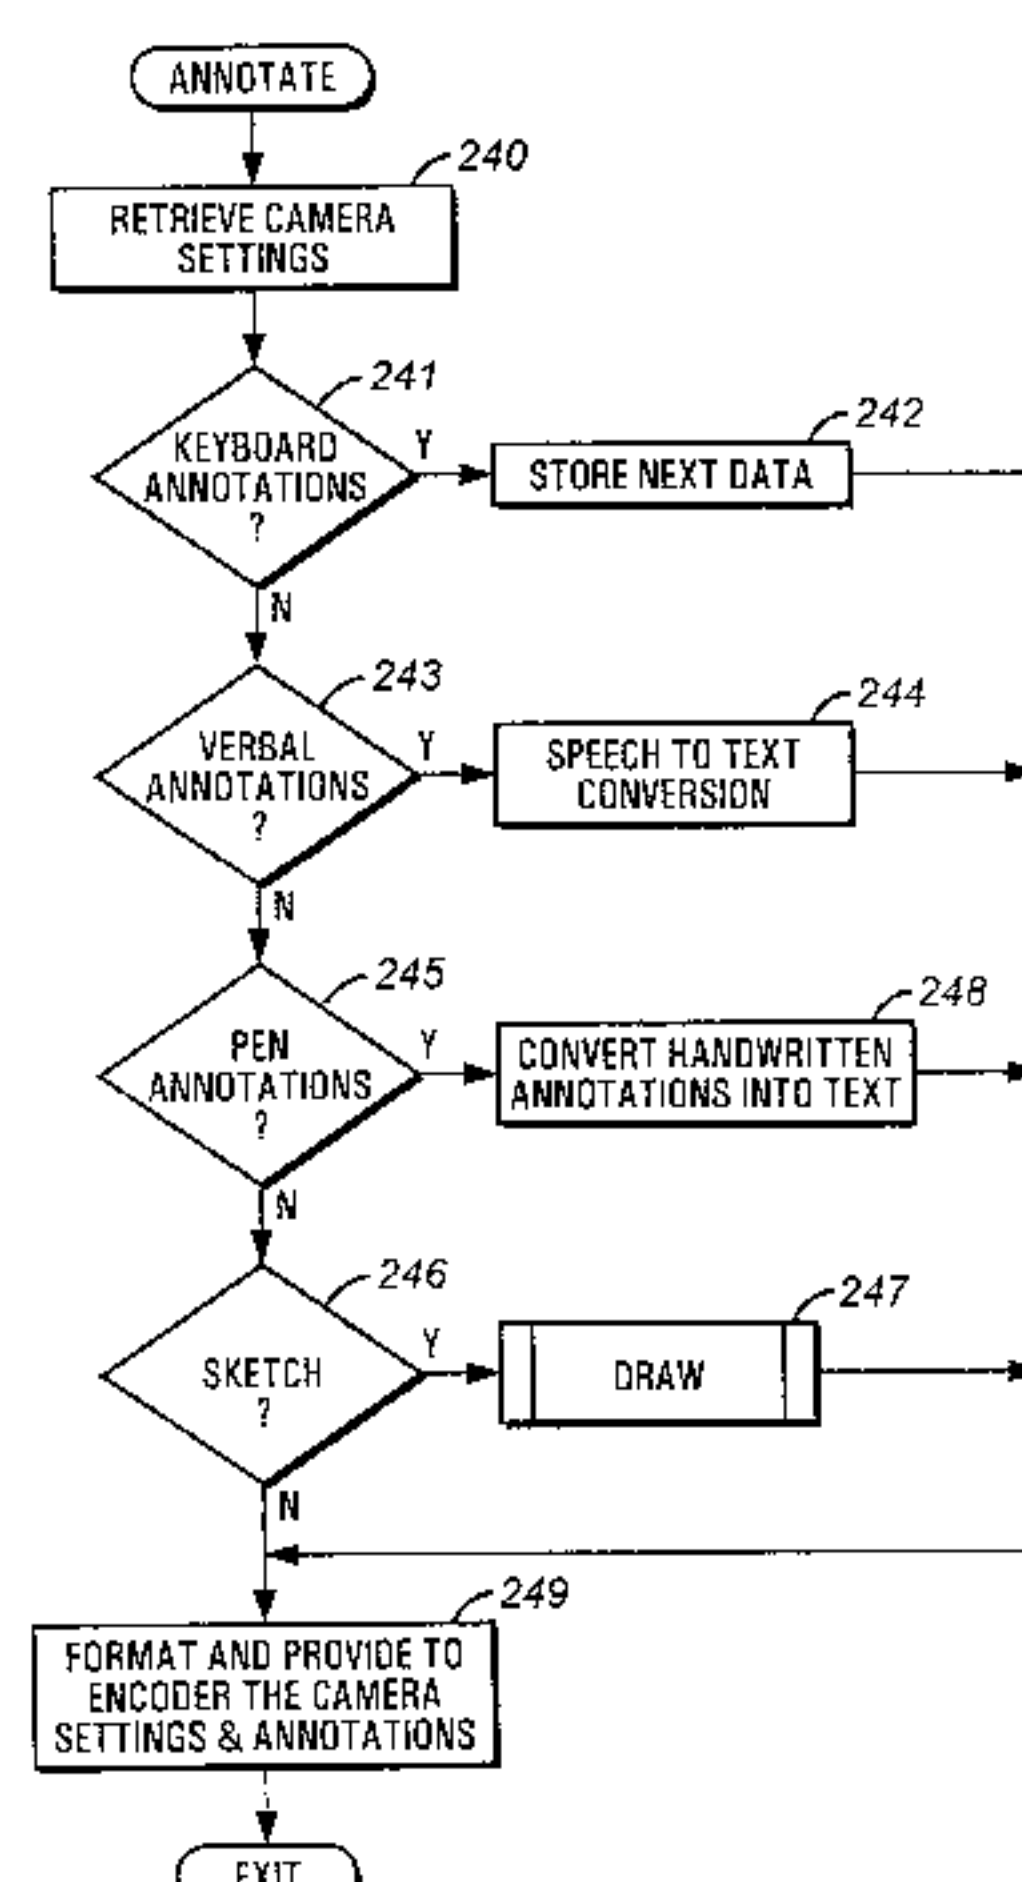 ANNOTATE
240
RETRIEVE CAMERA
SETTINGS
241
KEYBOARD
ANNOTATIONS
?
Y
242
STORE NEXT DATA
N
243
VERBAL
ANNOTATIONS
?
Y
244
SPEECH TO TEXT
CONVERSION
N
245
PEN
ANNOTATIONS
?
Y
248
CONVERT HANDWRITTEN
ANNOTATIONS INTO TEXT
N
246
SKETCH
?
Y
247
DRAW
N
249
FORMAT AND PROVIDE TO
ENCODER THE CAMERA
SETTINGS & ANNOTATIONS
EXIT